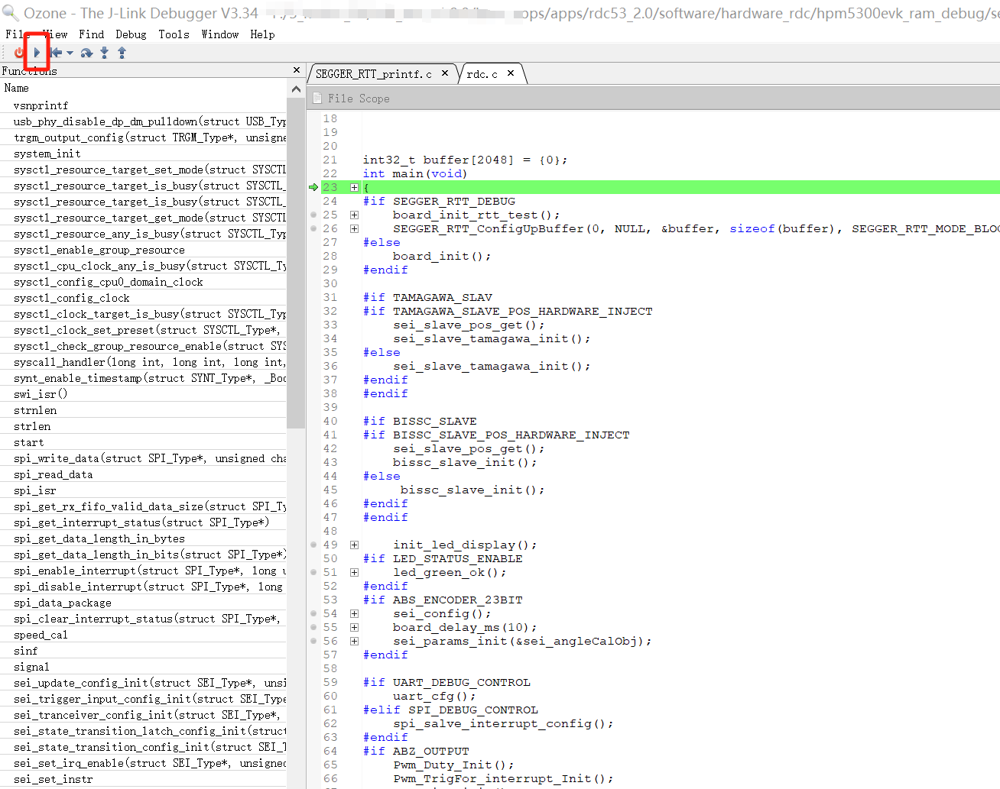 Ozone - The J-Link Debugger V3.34
pps/apps/rdc53_2.0/software/hardware_rdc/hpm5300evk_ram_debug/se
File View Find Debug Tools Window Help
Functions
SEGGER_RTT_printf.c
rdc.c
Name
File Scope
vsnprintf
usb_phy_disable_dp_dm_pulldown(struct USB_Typ
trgm_output_config(struct TRGM_Type*, unsigne
system_init
sysctl_resource_target_set_mode(struct SYSCTL
sysctl_resource_target_is_busy(struct SYSCTL_
sysctl_resource_target_is_busy(struct SYSCTL_
sysctl_resource_target_get_mode(struct SYSCTL
sysctl_resource_any_is_busy(struct SYSCTL_Typ
sysctl_enable_group_resource
sysctl_cpu_clock_any_is_busy(struct SYSCTL_Ty
sysctl_config_cpu0_domain_clock
sysctl_config_clock
sysctl_clock_target_is_busy(struct SYSCTL_Typ
sysctl_clock_set_preset(struct SYSCTL_Type*,
sysctl_check_group_resource_enable(struct SYS
syscall_handler(long int, long int, long int,
synt_enable_timestamp(struct SYNT_Type*, _Boo
swi_isr()
strnlen
strlen
start
spi_write_data(struct SPI_Type*, unsigned cha
spi_read_data
spi_isr
spi_get_rx_fifo_valid_data_size(struct SPI_Ty
spi_get_interrupt_status(struct SPI_Type*)
spi_get_data_length_in_bytes
spi_get_data_length_in_bits(struct SPI_Type*)
spi_enable_interrupt(struct SPI_Type*, long u
spi_disable_interrupt(struct SPI_Type*, long
spi_data_package
spi_clear_interrupt_status(struct SPI_Type*,
speed_cal
sinf
signal
sei_update_config_init(struct SEI_Type*, unsi
sei_trigger_input_config_init(struct SEI_Type
sei_tranceiver_config_init(struct SEI_Type*,
sei_state_transition_latch_config_init(struct
sei_state_transition_config_init(struct SEI_T
sei_set_irq_enable(struct SEI_Type*, unsigned
sei_set_instr
18
19
20
21 int32_t buffer[2048] = {0};
22 int main(void)
23 {
24 #if SEGGER_RTT_DEBUG
25 board_init_rtt_test();
26 SEGGER_RTT_ConfigUpBuffer(0, NULL, &buffer, sizeof(buffer), SEGGER_RTT_MODE_BLOC
27 #else
28 board_init();
29 #endif
30
31 #if TAMAGAWA_SLAV
32 #if TAMAGAWA_SLAVE_POS_HARDWARE_INJECT
33 sei_slave_pos_get();
34 sei_slave_tamagawa_init();
35 #else
36 sei_slave_tamagawa_init();
37 #endif
38 #endif
39
40 #if BISSC_SLAVE
41 #if BISSC_SLAVE_POS_HARDWARE_INJECT
42 sei_slave_pos_get();
43 bissc_slave_init();
44 #else
45 bissc_slave_init();
46 #endif
47 #endif
48
49 init_led_display();
50 #if LED_STATUS_ENABLE
51 led_green_ok();
52 #endif
53 #if ABS_ENCODER_23BIT
54 sei_config();
55 board_delay_ms(10);
56 sei_params_init(&sei_angleCalObj);
57 #endif
58
59 #if UART_DEBUG_CONTROL
60 uart_cfg();
61 #elif SPI_DEBUG_CONTROL
62 spi_salve_interrupt_config();
63 #endif
64 #if ABZ_OUTPUT
65 Pwm_Duty_Init();
66 Pwm_TrigFor_interrupt_Init();